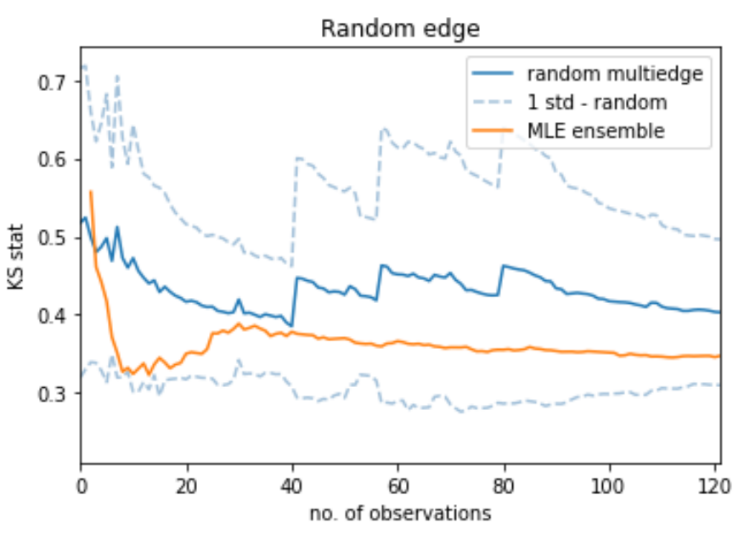 Random edge
random multiedge
1 std - random
MLE ensemble
KS stat
0.7
0.6
0.5
0.4
0.3
0 20 40 60 80 100 120
no. of observations